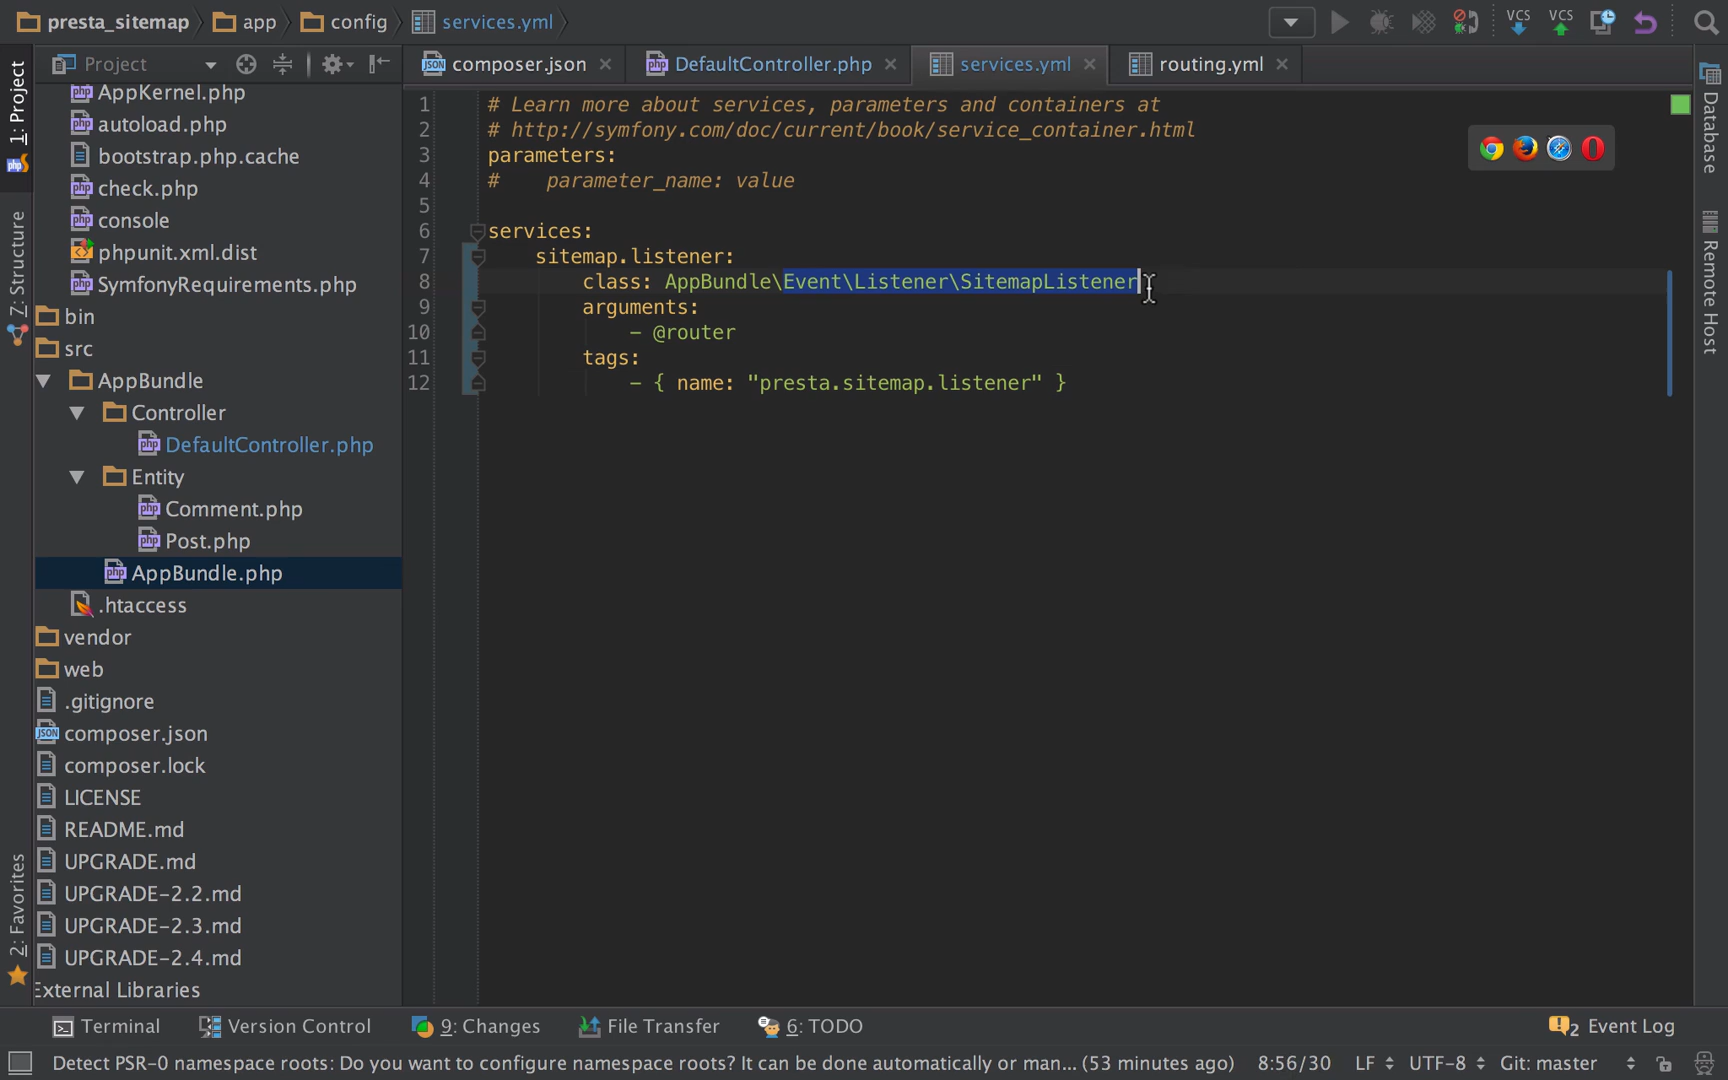 presta_sitemap
app
config
services.yml
VCS
VCS
1: Project
Z: Structure
2: Favorites
Project
AppKernel.php
autoload.php
bootstrap.php.cache
check.php
console
phpunit.xml.dist
SymfonyRequirements.php
bin
src
AppBundle
Controller
DefaultController.php
Entity
Comment.php
Post.php
AppBundle.php
.htaccess
vendor
web
.gitignore
composer.json
composer.lock
LICENSE
README.md
UPGRADE.md
UPGRADE-2.2.md
UPGRADE-2.3.md
UPGRADE-2.4.md
External Libraries
composer.json
DefaultController.php
services.yml
routing.yml
1 # Learn more about services, parameters and containers at
2 # http://symfony.com/doc/current/book/service_container.html
3 parameters:
4 #    parameter_name: value
5
6 services:
7     sitemap.listener:
8         class: AppBundle\Event\Listener\SitemapListener
9         arguments:
10             - @router
11         tags:
12             - { name: "presta.sitemap.listener" }
Database
Remote Host
Terminal
Version Control
9: Changes
File Transfer
6: TODO
2 Event Log
Detect PSR-0 namespace roots: Do you want to configure namespace roots? It can be done automatically or man... (53 minutes ago)
8:56/30
LF
UTF-8
Git: master